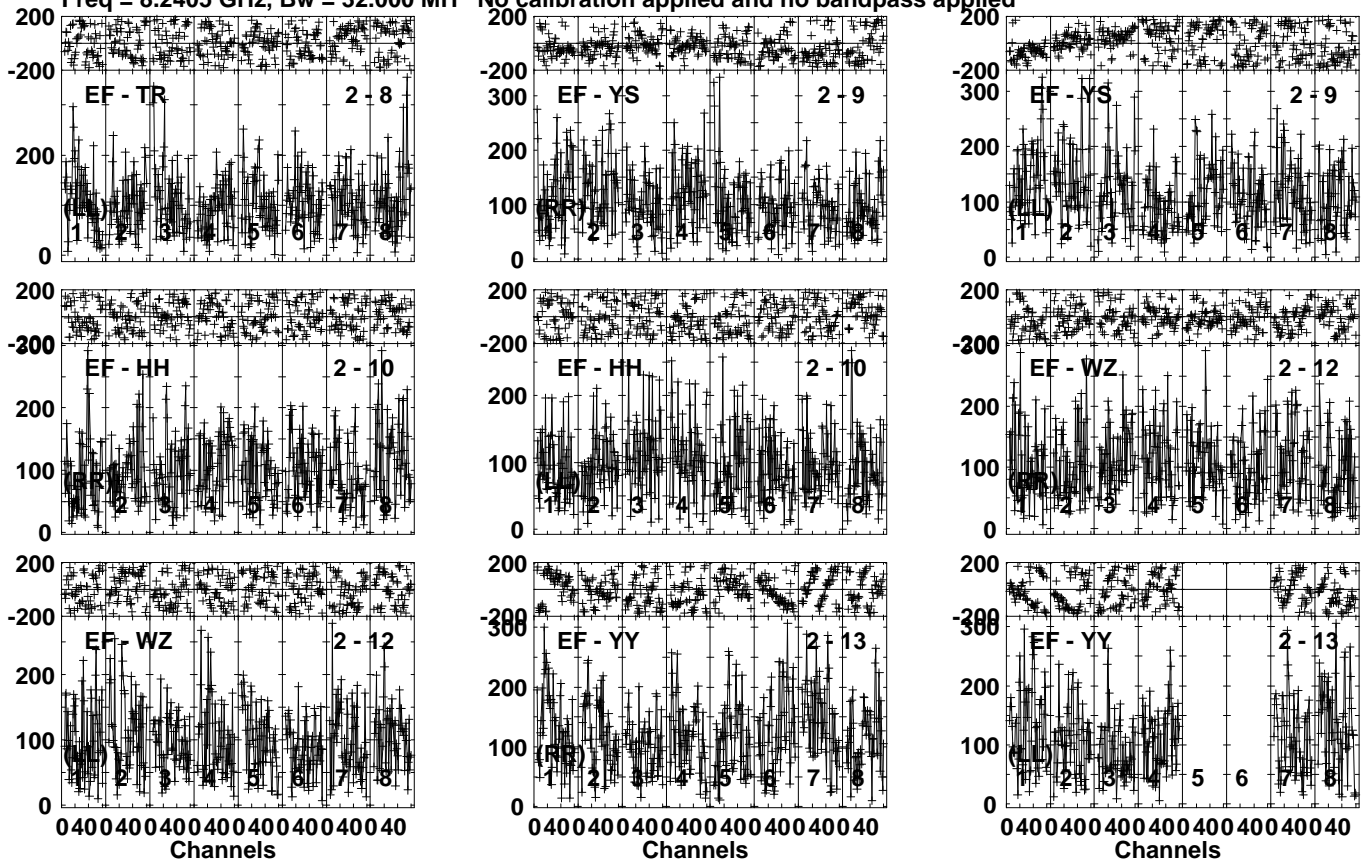 Freq = 8.2405 GHz, Bw = 32.000 MH No calibration applied and no bandpass applied
200 200 200
-200 -200 -200
EF - TR 2 - 8 300 EF - YS 2 - 9 300 EF - YS 2 - 9
200 200 200
100 100
(LL) (RR) (LL)
1 2 3 4 5 6 7 8 1 2 3 4 5 6 7 8 1 2 3 4 5 6 7 8
0 0 0
200 200 200
-200 -200 -200
300 300
EF - HH 2 - 10 EF - HH 2 - 10 EF - WZ 2 - 12
200 200 200
100 100 100
(RR) (LL) (RR)
1 2 3 4 5 6 7 8 1 2 3 4 5 6 7 8 1 2 3 4 5 6 7 8
0 0 0
200 200 200
-200 -200 -200
300 300
EF - WZ 2 - 12 EF - YY 2 - 13 EF - YY 2 - 13
200 200 200
100 100 100
(LL) (RR) (LL)
1 2 3 4 5 6 7 8 1 2 3 4 5 6 7 8 1 2 3 4 5 6 7 8
0 0 0
0 40 0 40 0 40 0 40 0 40 0 40 0 40 0 40 0 40 0 40 0 40 0 40 0 40 0 40 0 40 0 40 0 40 0 40 0 40 0 40 0 40 0 40 0 40 0 40
Channels Channels Channels